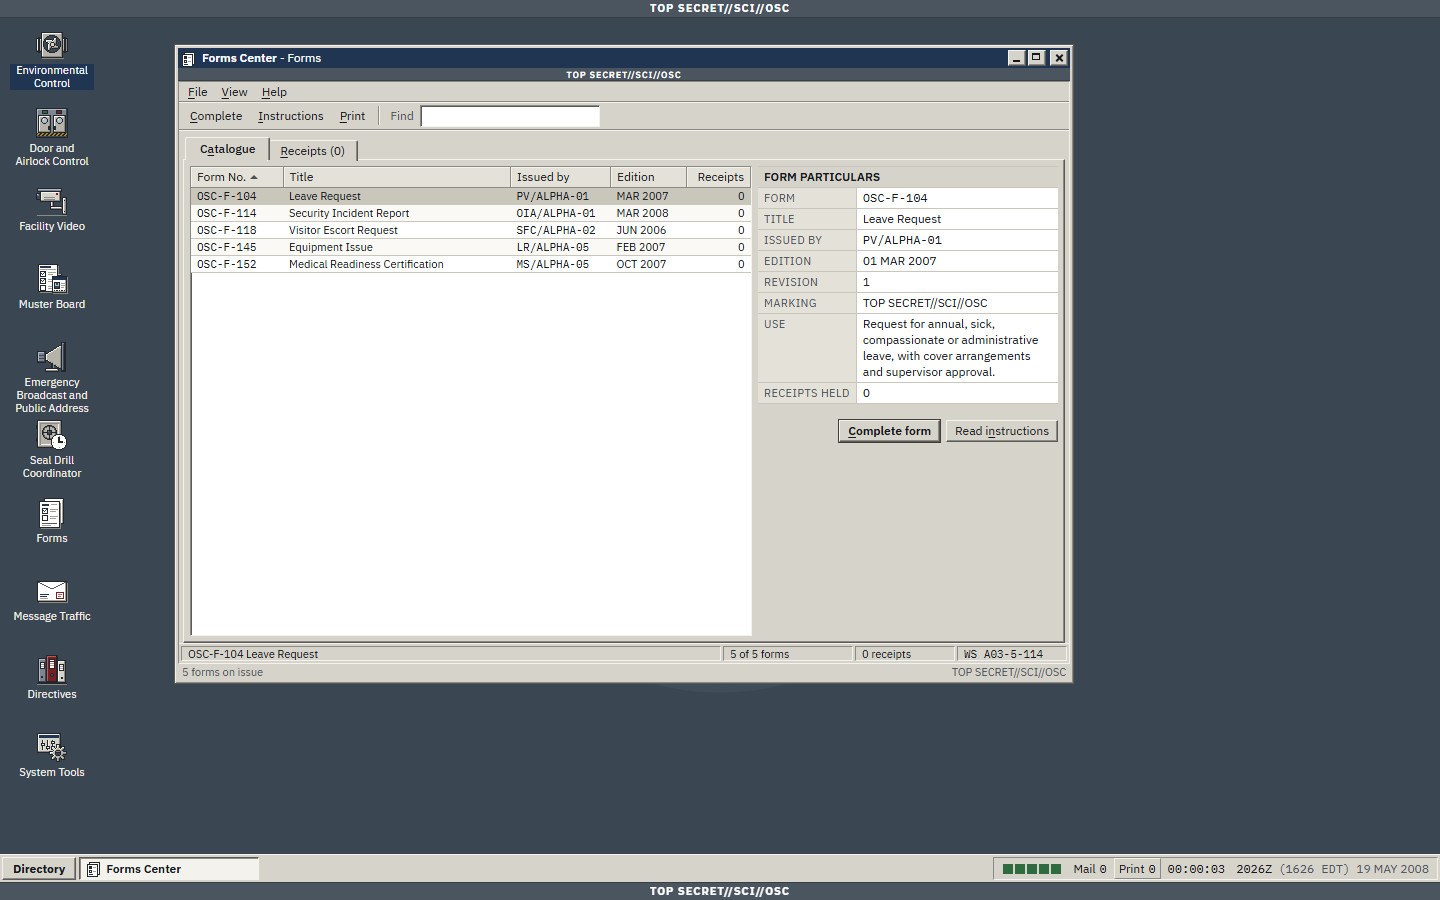 TOP SECRET//SCI//OSC
Environmental
Control
Door and
Airlock Control
Facility Video
Muster Board
Emergency
Broadcast and
Public Address
Seal Drill
Coordinator
Forms
Message Traffic
Directives
System Tools
Forms Center - Forms
TOP SECRET//SCI//OSC
File View Help
Complete Instructions Print Find
Catalogue Receipts (0)
Form No. Title Issued by Edition Receipts
OSC-F-104 Leave Request PV/ALPHA-01 MAR 2007 0
OSC-F-114 Security Incident Report OIA/ALPHA-01 MAR 2008 0
OSC-F-118 Visitor Escort Request SFC/ALPHA-02 JUN 2006 0
OSC-F-145 Equipment Issue LR/ALPHA-05 FEB 2007 0
OSC-F-152 Medical Readiness Certification MS/ALPHA-05 OCT 2007 0
FORM PARTICULARS
FORM OSC-F-104
TITLE Leave Request
ISSUED BY PV/ALPHA-01
EDITION 01 MAR 2007
REVISION 1
MARKING TOP SECRET//SCI//OSC
USE Request for annual, sick,
compassionate or administrative
leave, with cover arrangements
and supervisor approval.
RECEIPTS HELD 0
Complete form Read instructions
OSC-F-104 Leave Request 5 of 5 forms 0 receipts WS A03-5-114
5 forms on issue TOP SECRET//SCI//OSC
Directory Forms Center Mail 0 Print 0 00:00:03 2026Z (1626 EDT) 19 MAY 2008
TOP SECRET//SCI//OSC